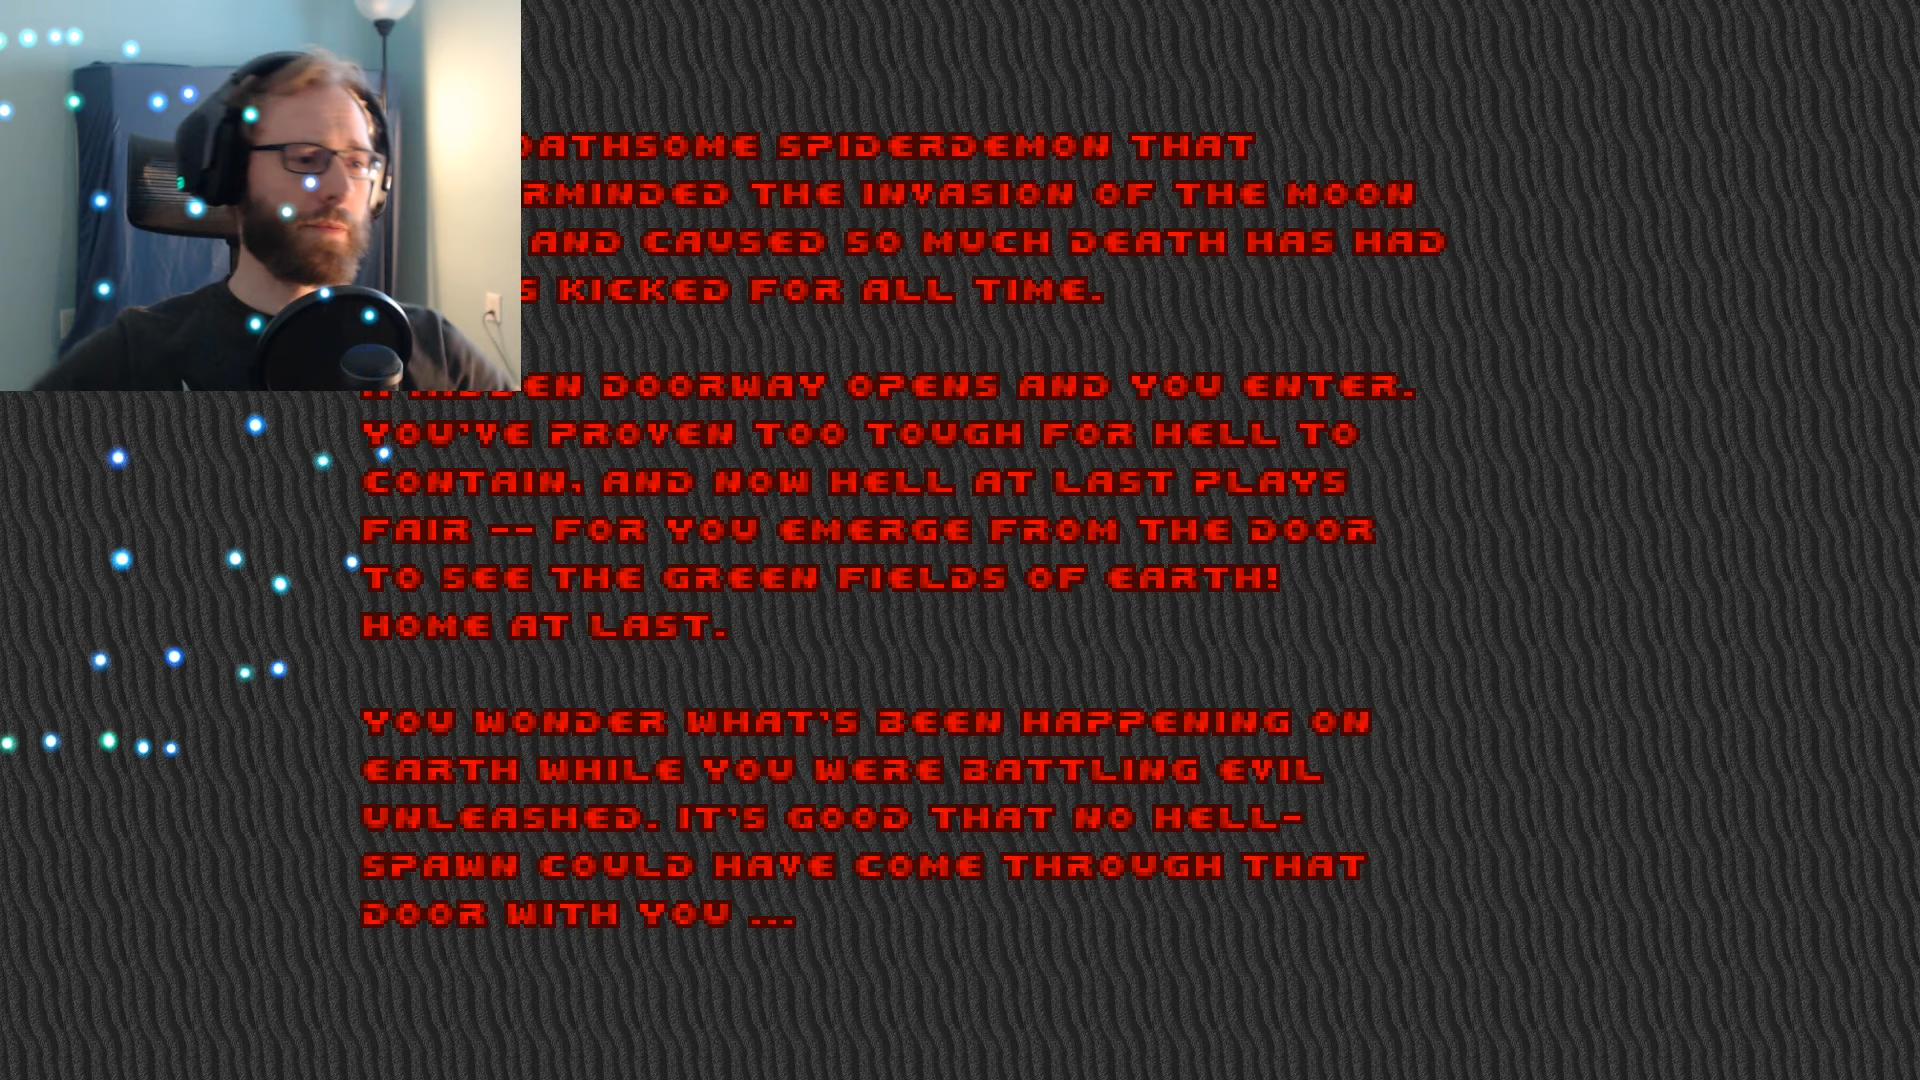 SPIDERDEMON THAT
THE INVASION OF THE MOON
AND CAUSED SO MUCH DEATH HAS HAD
KICKED FOR ALL TIME.
DOORWAY OPENS AND YOU ENTER.
YOU'VE PROVEN TOO TOUGH FOR HELL TO
CONTAIN, AND NOW HELL AT LAST PLAYS
FAIR -- FOR YOU EMERGE FROM THE DOOR
TO SEE THE GREEN FIELDS OF EARTH!
HOME AT LAST.
YOU WONDER WHAT'S BEEN HAPPENING ON
EARTH WHILE YOU WERE BATTLING EVIL
UNLEASHED. IT'S GOOD THAT NO HELL-
SPAWN COULD HAVE COME THROUGH THAT
DOOR WITH YOU ...